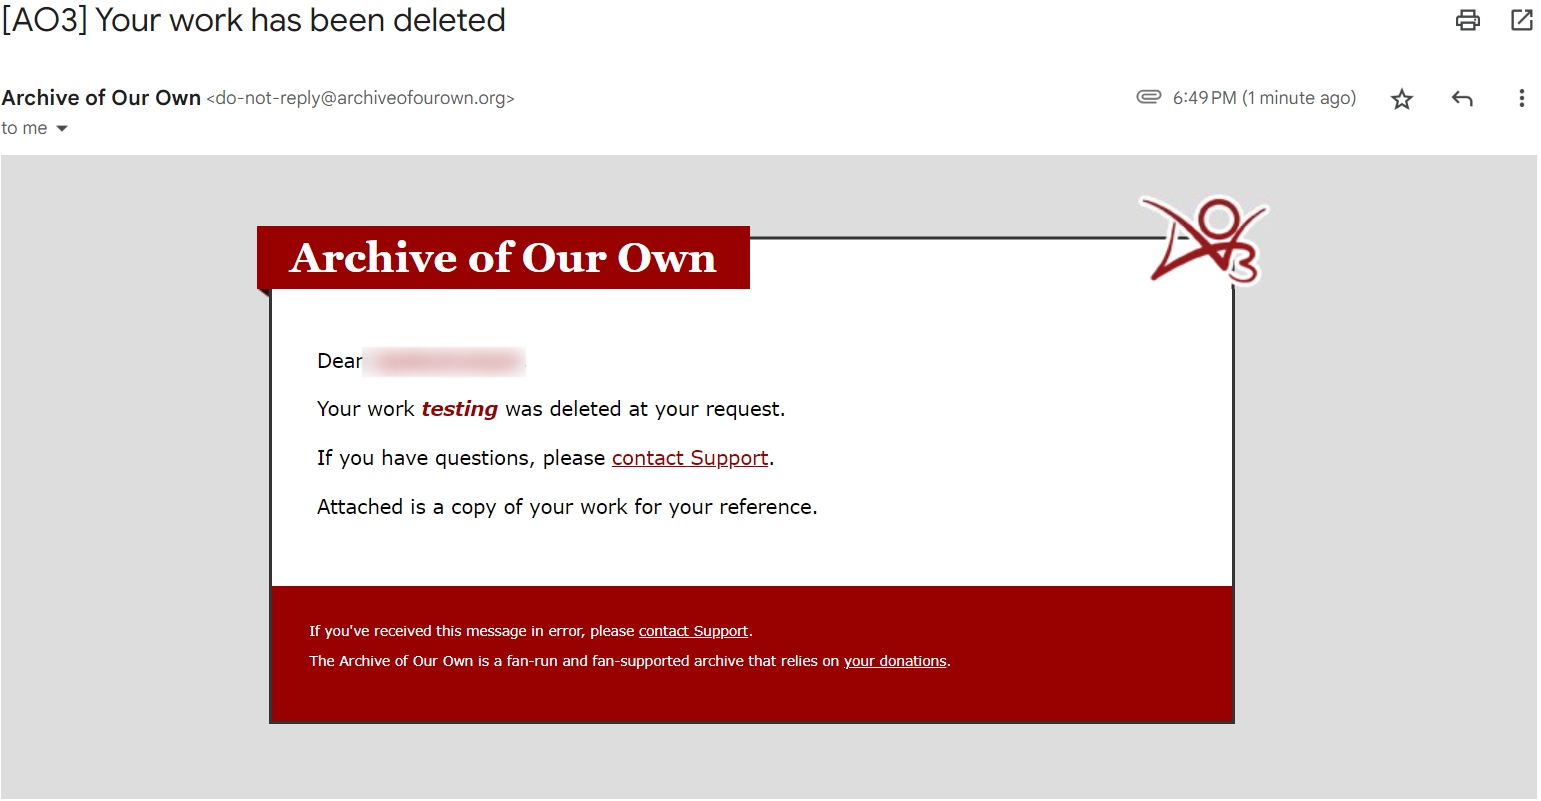 [AO3] Your work has been deleted
Archive of Our Own <do-not-reply@archiveofourown.org>
6:49 PM (1 minute ago)
to me
Archive of Our Own
AO3
Dear
Your work testing was deleted at your request.
If you have questions, please contact Support.
Attached is a copy of your work for your reference.
If you've received this message in error, please contact Support.
The Archive of Our Own is a fan-run and fan-supported archive that relies on your donations.